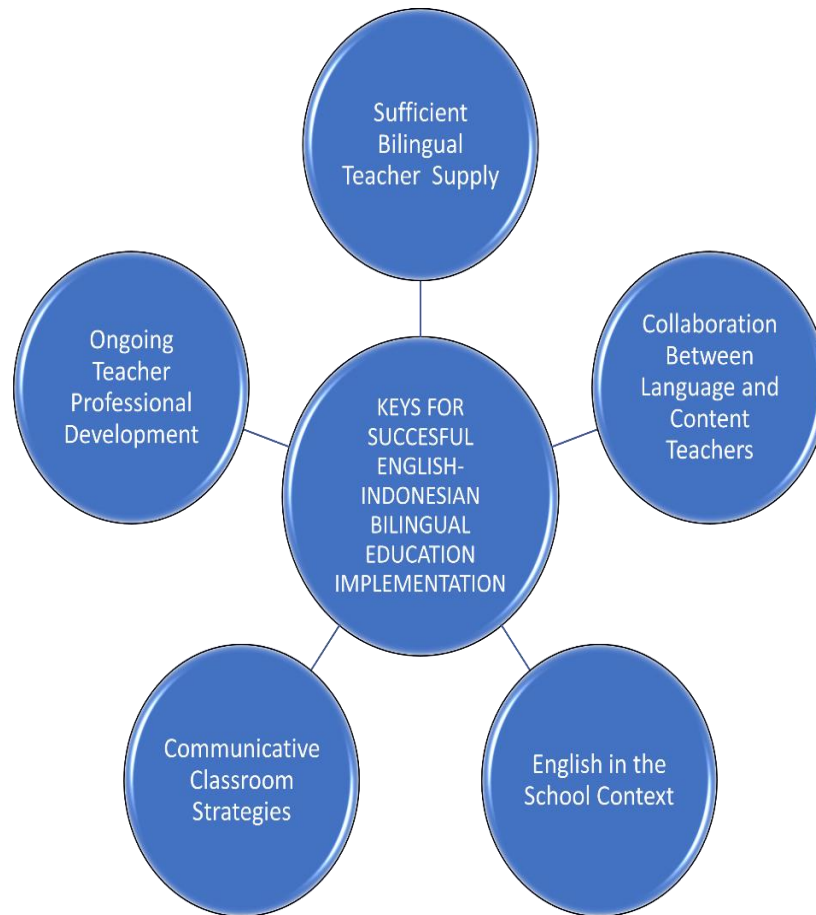 Sufficient
Bilingual
Teacher Supply
Ongoing
Teacher
Professional
Development
Collaboration
Between
Language and
Content
Teachers
KEYS FOR
SUCCESFUL
ENGLISH-
INDONESIAN
BILINGUAL
EDUCATION
IMPLEMENTATION
Communicative
Classroom
Strategies
English in the
School Context